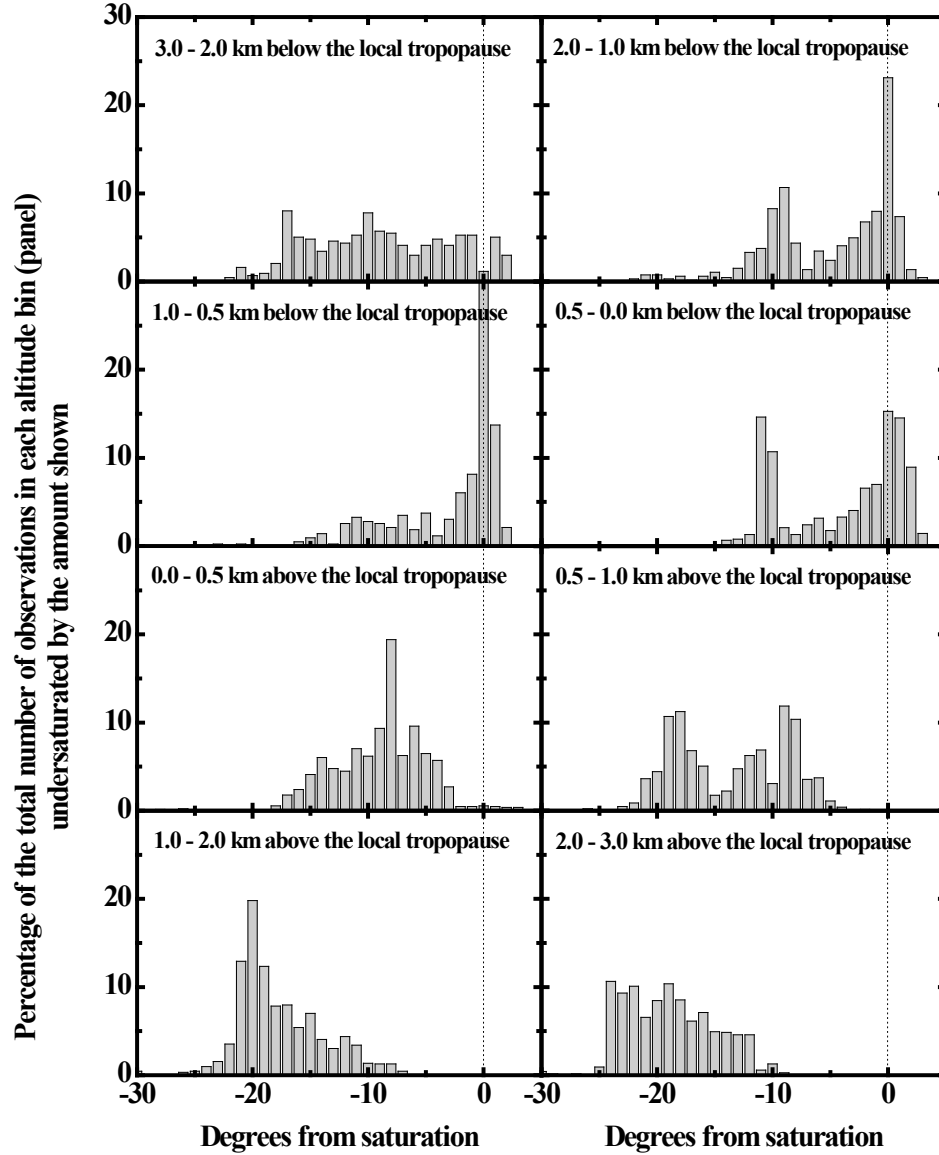 Percentage of the total number of observations in each altitude bin (panel)
undersaturated by the amount shown
30
3.0 - 2.0 km below the local tropopause
2.0 - 1.0 km below the local tropopause
20
10
0
1.0 - 0.5 km below the local tropopause
0.5 - 0.0 km below the local tropopause
20
10
0
0.0 - 0.5 km above the local tropopause
0.5 - 1.0 km above the local tropopause
20
10
0
1.0 - 2.0 km above the local tropopause
2.0 - 3.0 km above the local tropopause
20
10
0
-30 -20 -10 0 -30 -20 -10 0
Degrees from saturation Degrees from saturation